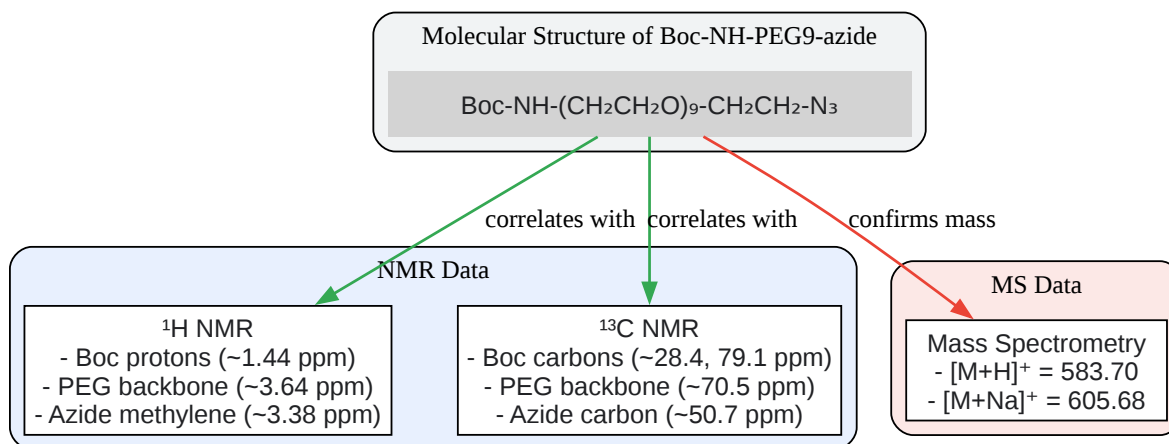 Molecular Structure of Boc-NH-PEG9-azide
Boc-NH-(CH₂CH₂O)₉-CH₂CH₂-N₃
correlates with
correlates with
confirms mass
NMR Data
¹H NMR
- Boc protons (~1.44 ppm)
- PEG backbone (~3.64 ppm)
- Azide methylene (~3.38 ppm)
¹³C NMR
- Boc carbons (~28.4, 79.1 ppm)
- PEG backbone (~70.5 ppm)
- Azide carbon (~50.7 ppm)
MS Data
Mass Spectrometry
- [M+H]⁺ = 583.70
- [M+Na]⁺ = 605.68